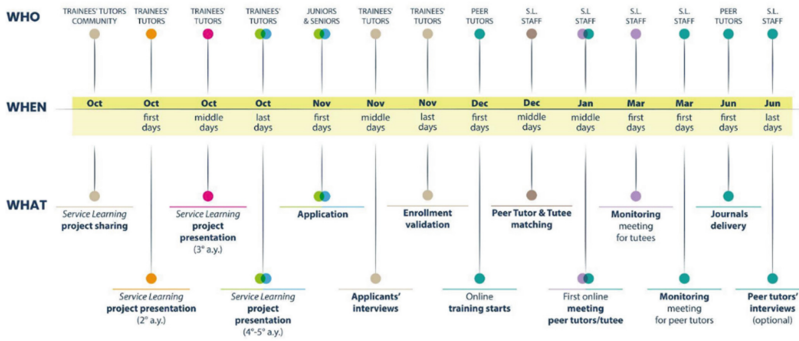 WHO
TRAINEES' TUTORS
COMMUNITY
TRAINEES'
TUTORS
TRAINEES'
TUTORS
TRAINEES'
TUTORS
JUNIORS
& SENIORS
TRAINEES'
TUTORS
TRAINEES'
TUTORS
PEER
TUTORS
S.L.
STAFF
S.L
STAFF
S.L.
STAFF
S.L.
STAFF
PEER
TUTORS
S.L.
STAFF
WHEN
Oct
Oct
first
days
Oct
middle
days
Oct
last
days
Nov
first
days
Nov
middle
days
Nov
last
days
Dec
first
days
Dec
middle
days
Jan
middle
days
Mar
first
days
Mar
first
days
Jun
first
days
Jun
last
days
WHAT
Service Learning
project sharing
Service Learning
project
presentation
(3° a.y.)
Application
Enrollment
validation
Peer Tutor & Tutee
matching
Monitoring
meeting
for tutees
Journals
delivery
Service Learning
project presentation
(2° a.y.)
Service Learning
project
presentation
(4°-5° a.y.)
Applicants'
interviews
Online
training starts
First online
meeting
peer tutors/tutee
Monitoring
meeting
for peer tutors
Peer tutors'
interviews
(optional)